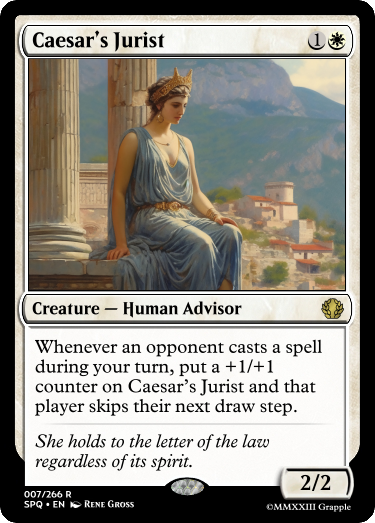 Caesar's Jurist 1
Creature — Human Advisor
Whenever an opponent casts a spell
during your turn, put a +1/+1
counter on Caesar's Jurist and that
player skips their next draw step.
She holds to the letter of the law
regardless of its spirit.
2/2
007/266 R
SPQ • EN Rene Gross
©MMXXIII Grapple